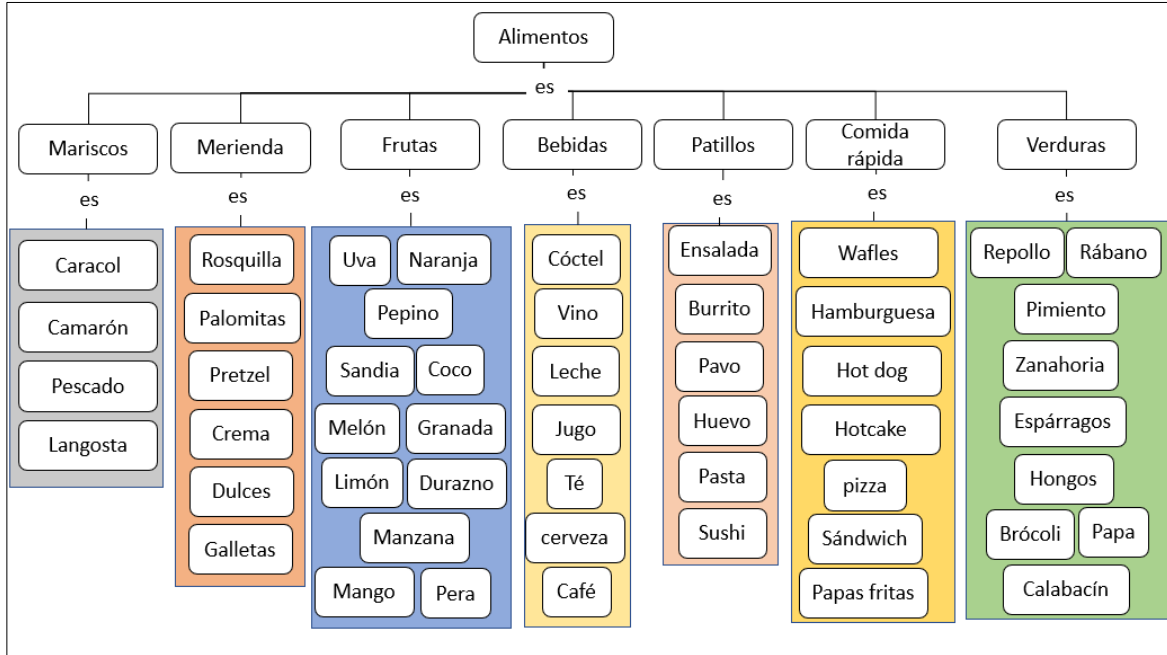 Alimentos
es
Mariscos
Merienda
Frutas
Bebidas
Patillos
Comida
rápida
Verduras
es
es
es
es
es
es
es
Caracol
Camarón
Pescado
Langosta
Rosquilla
Palomitas
Pretzel
Crema
Dulces
Galletas
Uva
Naranja
Pepino
Sandia
Coco
Melón
Granada
Limón
Durazno
Manzana
Mango
Pera
Cóctel
Vino
Leche
Jugo
Té
cerveza
Café
Ensalada
Burrito
Pavo
Huevo
Pasta
Sushi
Wafles
Hamburguesa
Hot dog
Hotcake
pizza
Sándwich
Papas fritas
Repollo
Rábano
Pimiento
Zanahoria
Espárragos
Hongos
Brócoli
Papa
Calabacín